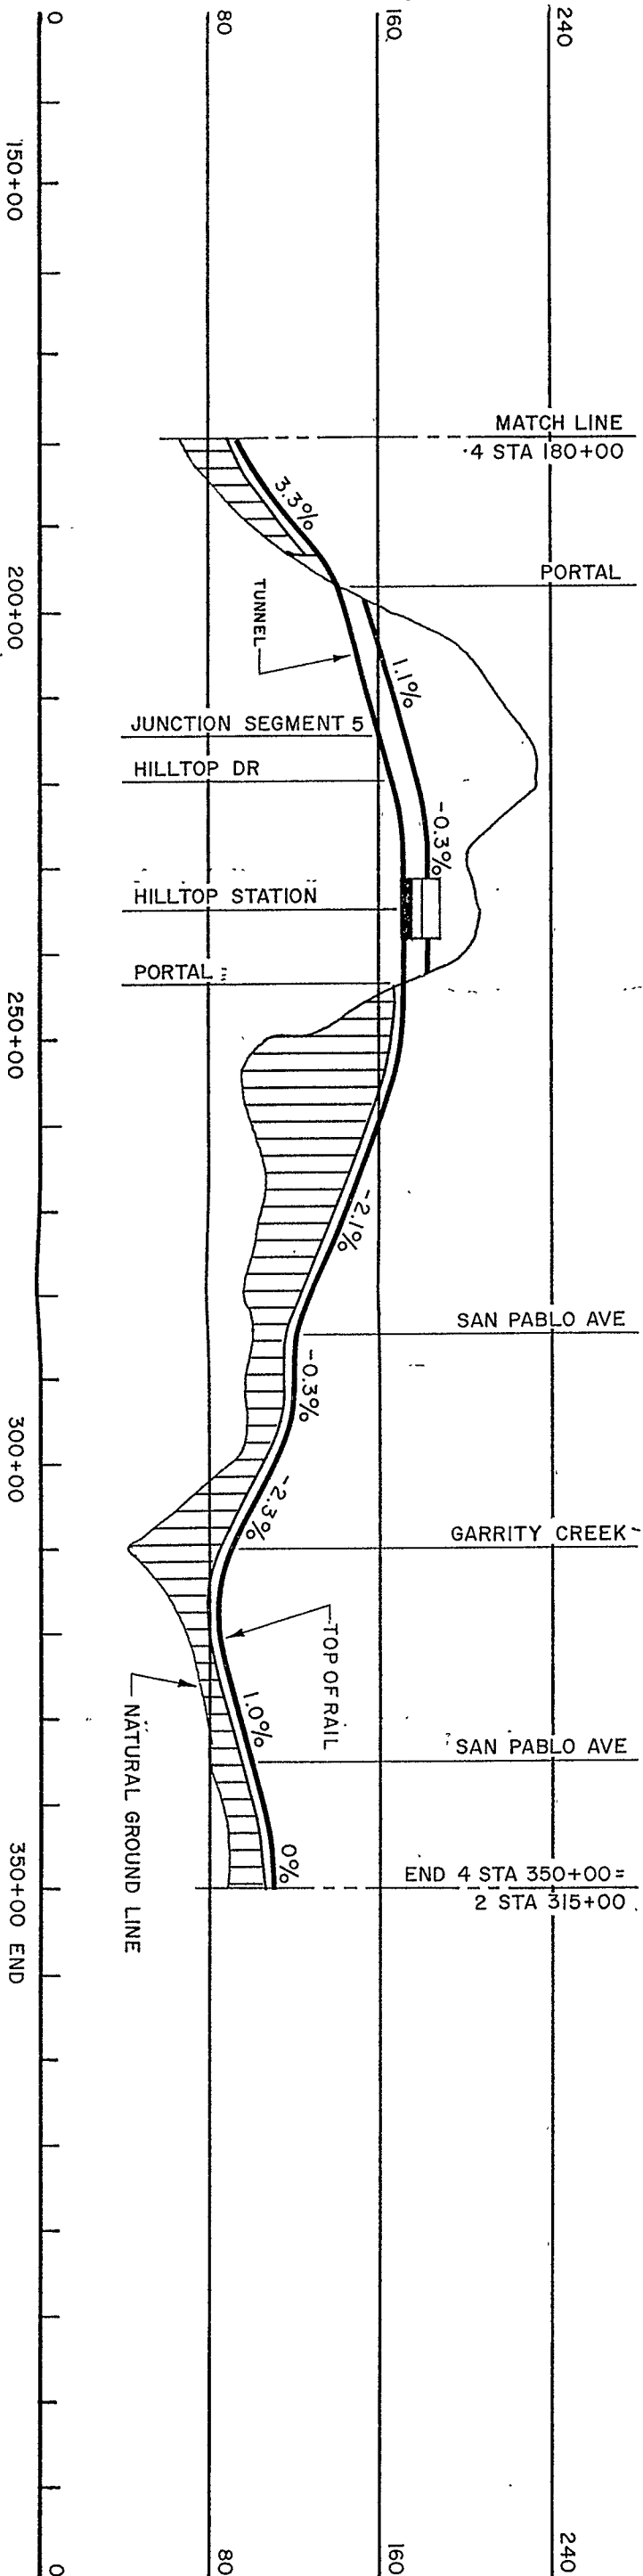 0
80
160
240
150+00
MATCH LINE
4 STA 180+00
3.3%
PORTAL
200+00
TUNNEL
1.1%
JUNCTION SEGMENT 5
HILLTOP DR
-0.3%
HILLTOP STATION
PORTAL
250+00
-2.1%
SAN PABLO AVE
-0.3%
300+00
-2.3%
GARRITY CREEK
TOP OF RAIL
NATURAL GROUND LINE
1.0%
SAN PABLO AVE
0%
350+00 END
END 4 STA 350+00=
2 STA 315+00
0
80
160
240